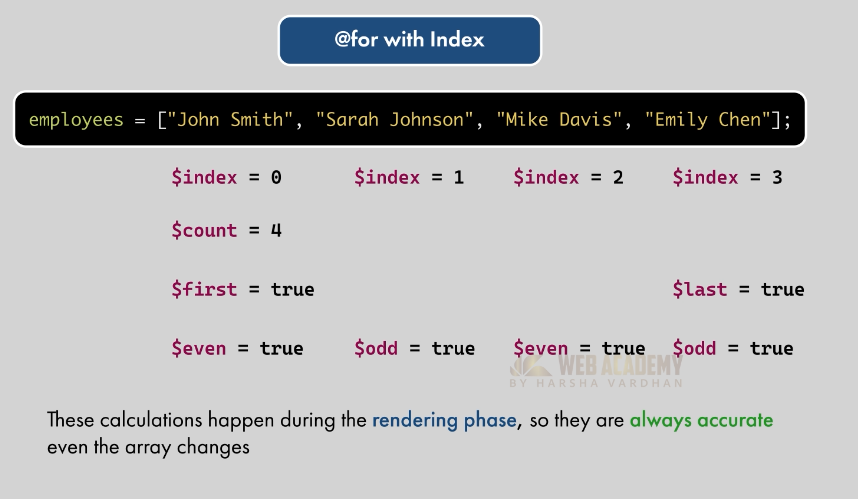 @for with Index
employees = ["John Smith", "Sarah Johnson", "Mike Davis", "Emily Chen"];
$index = 0 $index = 1 $index = 2 $index = 3
$count = 4
$first = true $last = true
$even = true $odd = true $even = true $odd = true
WEB ACADEMY
BY HARSHA VARDHAN
These calculations happen during the rendering phase, so they are always accurate
even the array changes